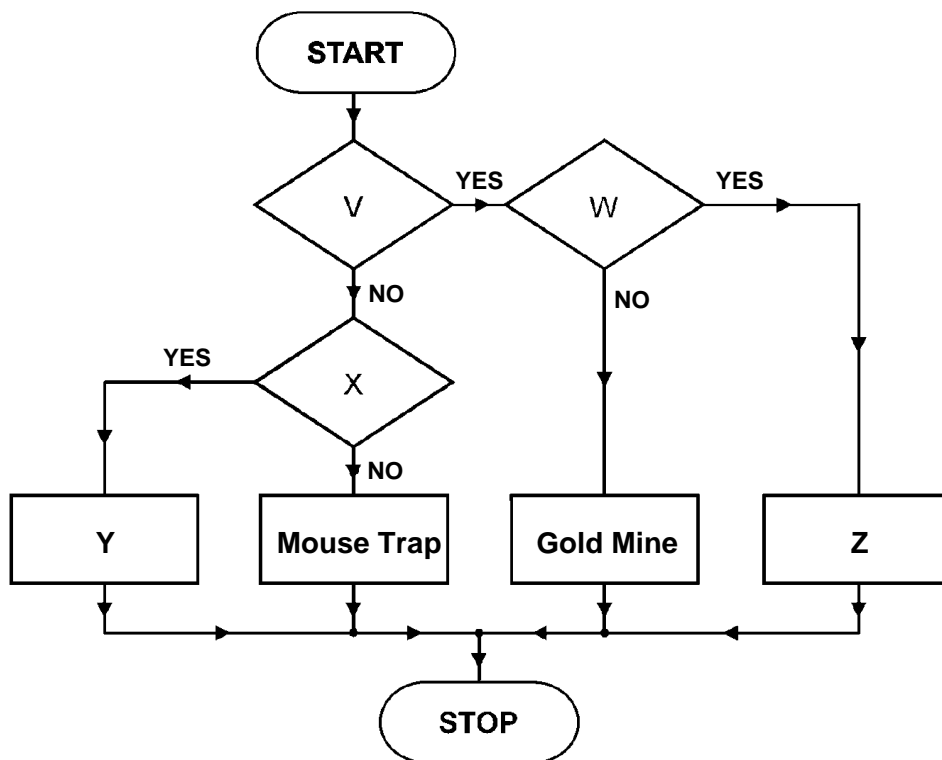 START
V
YES
W
YES
NO
NO
YES
X
NO
Y
Mouse Trap
Gold Mine
Z
STOP